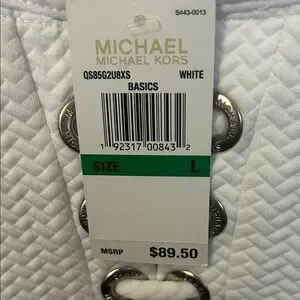 S443-0013
MICHAEL
MICHAEL KORS
QS85G2U8XS WHITE
BASICS
1 92317 00843 2
SIZE L
MSRP $89.50